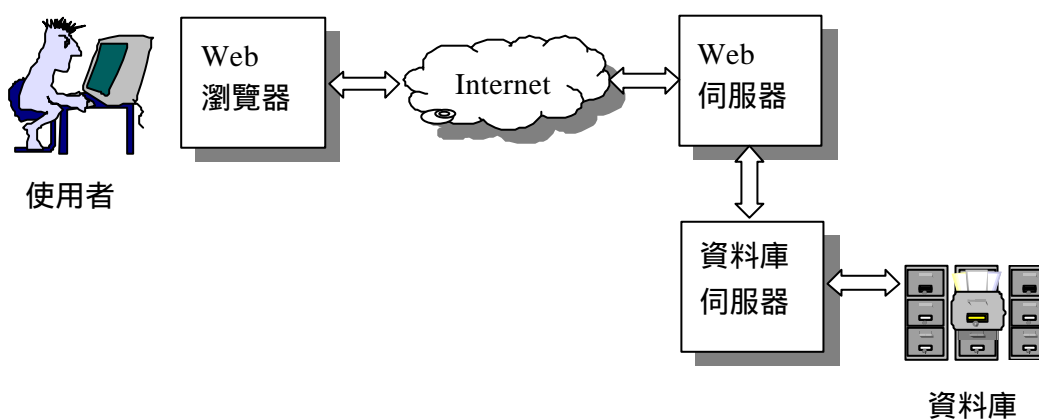 Web
瀏覽器
Internet
Web
伺服器
使用者
資料庫
伺服器
資料庫